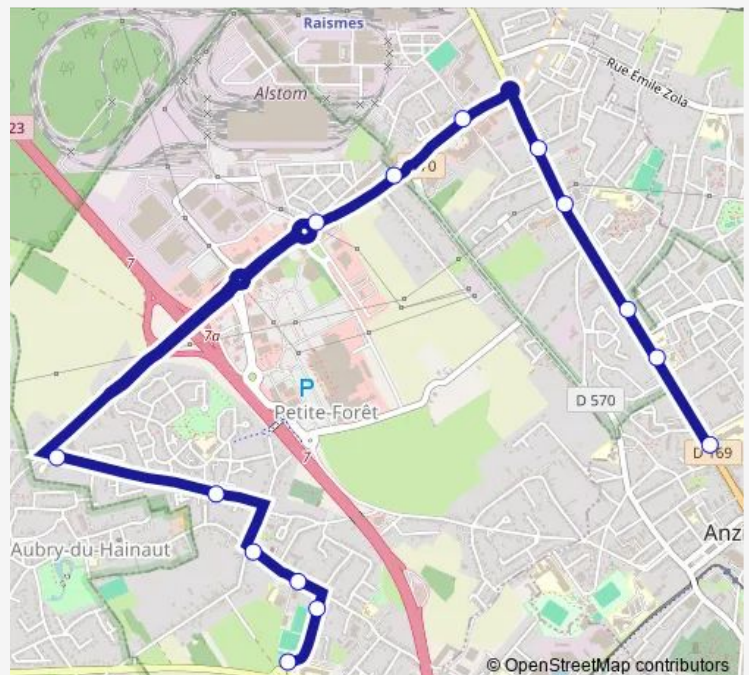 Raismes
Alstom
Rue Émile Zola
23
7
7a
P
Petite-Forêt
D 570
D 169
7
Aubry-du-Hainaut
Anz
© OpenStreetMap contributors